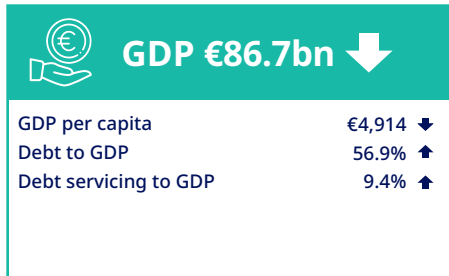 €
GDP €86.7bn
GDP per capita €4,914
Debt to GDP 56.9%
Debt servicing to GDP 9.4%